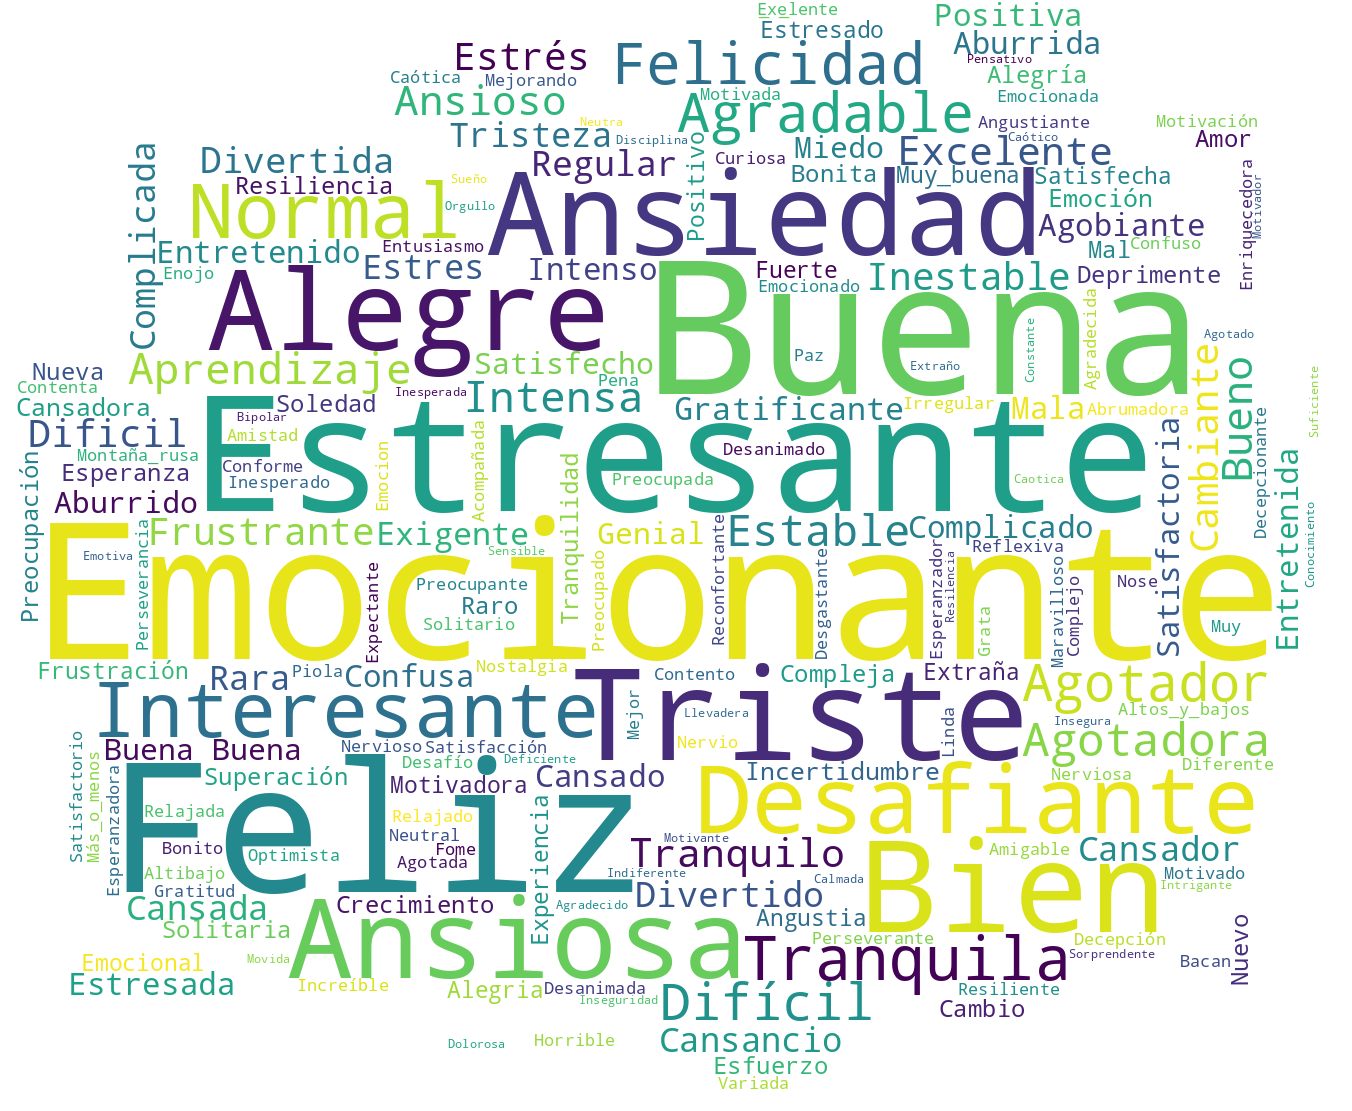 Exelente
Positiva
Estresado
Felicidad
Aburrida
Estrés
Pensativo
Caótica
Mejorando
Alegría
Ansioso
Motivada
Emocionada
Agradable
Neutra
Angustiante
Motivación
Tristeza
Disciplina
Caótico
Amor
Divertida
Regular
Curiosa
Positivo
Miedo
Excelente
Complicada
Resiliencia
Sueño
Ansiedad
Bonita
Muy_buena
Satisfecha
Normal
Orgullo
Emoción
Enriquecedora
Motivador
Entretenido
Entusiasmo
Agobiante
Mal
Confuso
Enojo
Estres
Intenso
Fuerte
Inestable
Deprimente
Alegre
Emocionado
Buena
Agotado
Aprendizaje
Satisfecho
Paz
Extraño
Constante
Agradecida
Nueva
Contenta
Inesperada
Pena
Cambiante
Bueno
Suficiente
Cansadora
Soledad
Intensa
Gratificante
Irregular
Mala
Abrumadora
Bipolar
Dificil
Amistad
Estresante
Desanimado
Decepcionante
Montaña_rusa
Conforme
Emocion
Acompañada
Satisfactoria
Esperanza
Inesperado
Preocupada
Caotica
Preocupación
Aburrido
Tranquilidad
Entretenida
Conocimiento
Frustrante
Exigente
Genial
Estable
Complicado
Emocionante
Perseverancia
Emotiva
Sensible
Reconfortante
Reflexiva
Expectante
Preocupante
Preocupado
Desgastante
Esperanzador
Resilencia
Maravilloso
Complejo
Nose
Raro
Solitario
Grata
Muy
Frustración
Rara
Piola
Confusa
Nostalgia
Triste
Contento
Compleja
Extraña
Agotador
Interesante
Mejor
Llevadera
Linda
Insegura
Altos_y_bajos
Buena
Buena
Nervioso
Satisfacción
Nervio
Agotadora
Satisfactorio
Más_o_menos
Esperanzadora
Superación
Feliz
Desafío
Deficiente
Cansado
Incertidumbre
Nerviosa
Diferente
Motivadora
Desafiante
Relajada
Relajado
Experiencia
Bonito
Optimista
Neutral
Fome
Agotada
Motivante
Tranquilo
Bien
Amigable
Cansador
Altibajo
Indiferente
Calmada
Motivado
Gratitud
Intrigante
Cansada
Crecimiento
Agradecido
Divertido
Angustia
Solitaria
Ansiosa
Perseverante
Decepción
Nuevo
Emocional
Movida
Tranquila
Sorprendente
Bacan
Estresada
Increíble
Alegria
Desanimada
Inseguridad
Difícil
Resiliente
Cambio
Dolorosa
Horrible
Cansancio
Esfuerzo
Variada